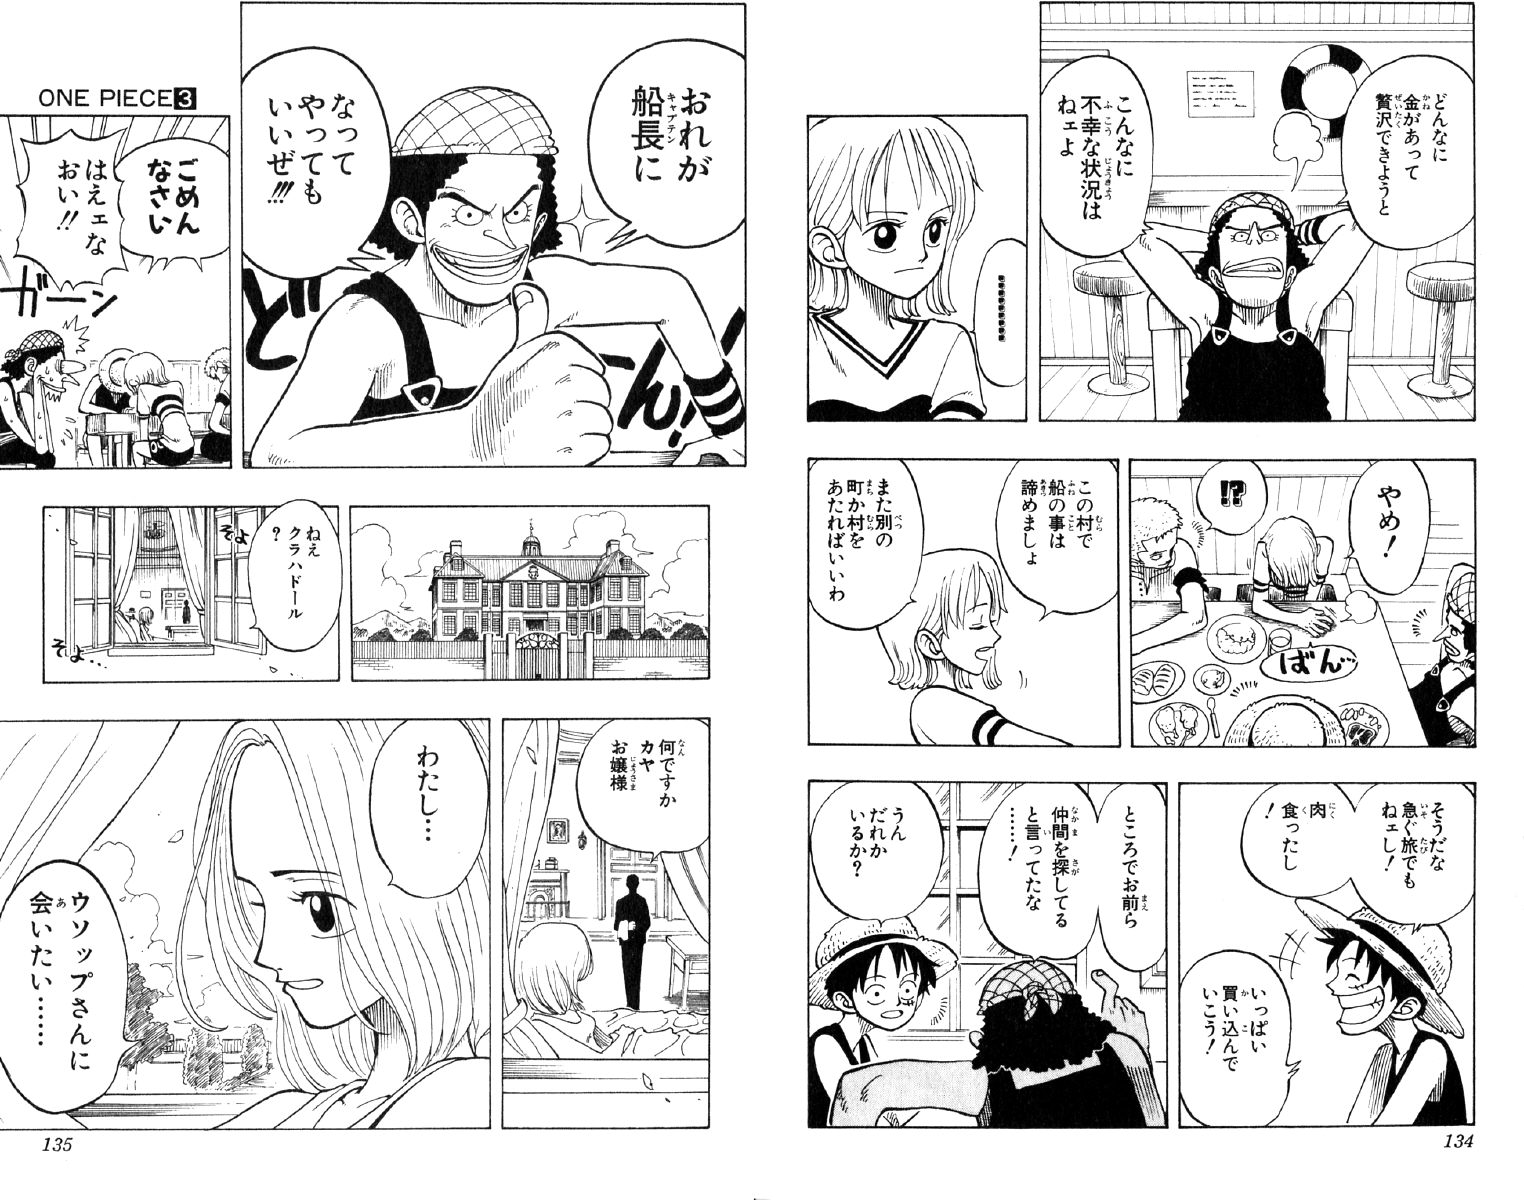 どんなに
金があって
贅沢できようと
こんなに
不幸な状況は
ねェよ
…………
やめ!
!?
ばん…
この村で
船の事は
諦めましょ
また別の
町か村を
あたればいいわ
そうだな
急ぐ旅でも
ねェし!
肉
食ったし
!
いっぱい
買い込んで
いこう!
ところでお前ら
仲間を探してる
と言ってたな
……!
うん
だれか
いるか?
134
ONE PIECE 3
おれが
船長に
なって
やっても
いいぜ!!!
どーん!
ごめん
なさい
はえェな
おい!!
ガーン
ねえ
クラハドール
?
そよ
そよ…
何ですか
カヤ
お嬢様
わたし…
ウソップさんに
会いたい……
135